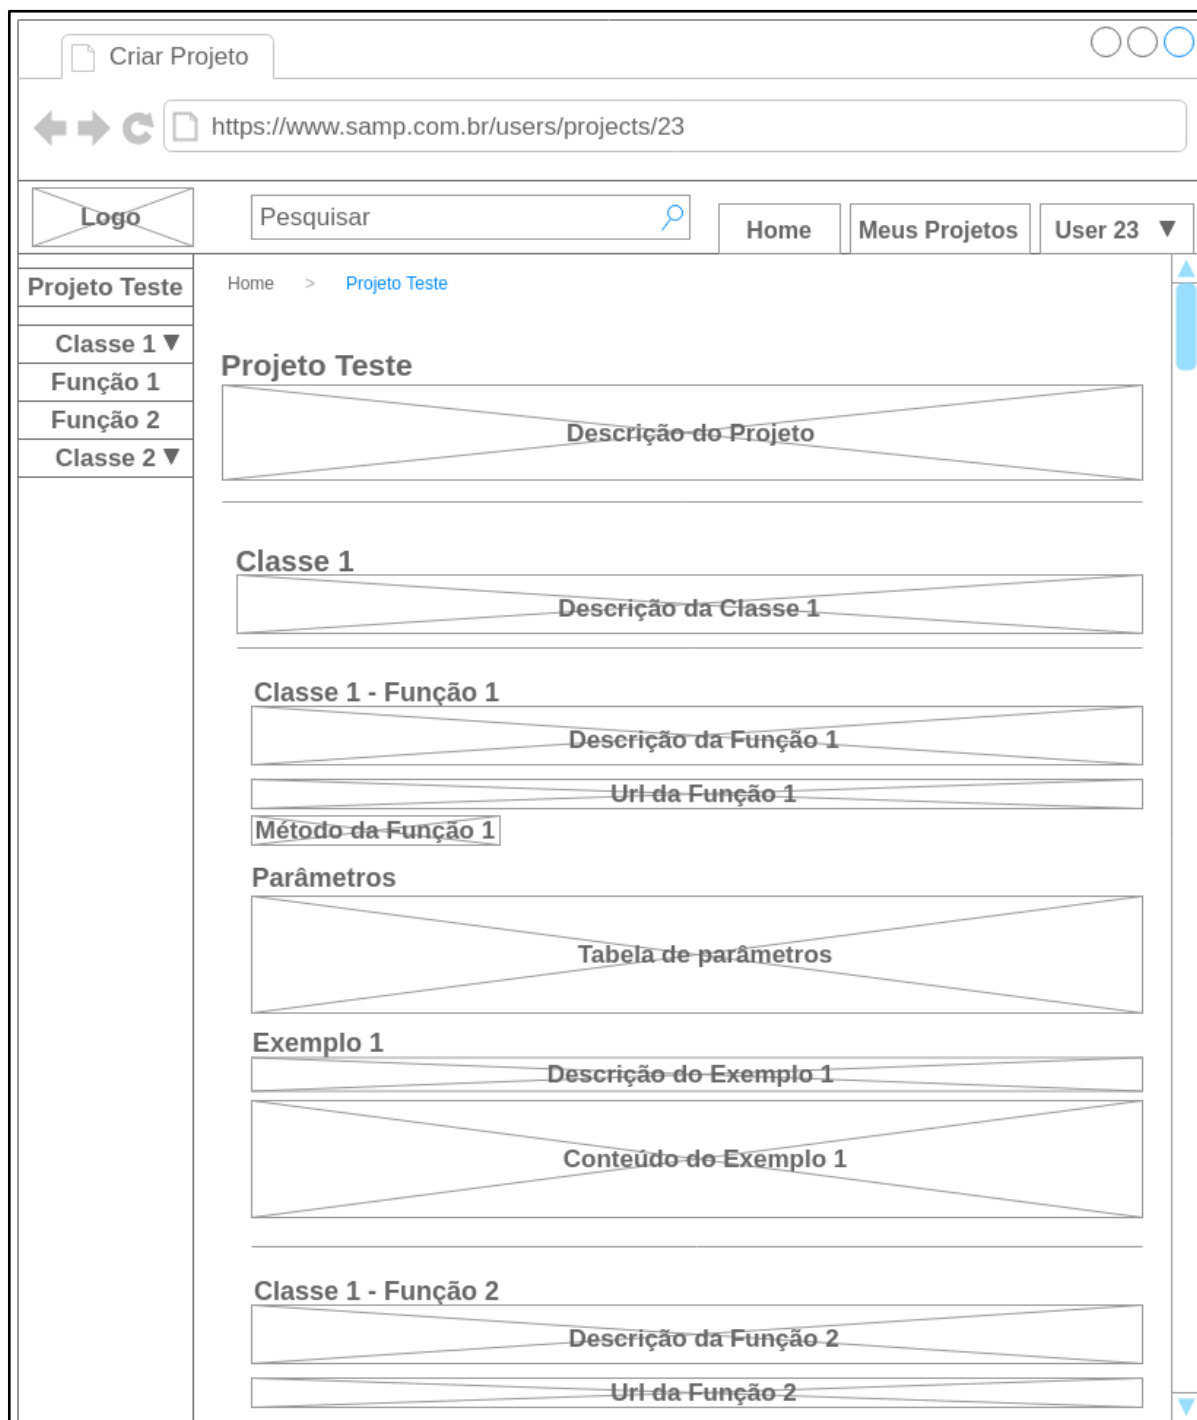 Criar Projeto
https://www.samp.com.br/users/projects/23
Logo
Pesquisar
Home
Meus Projetos
User 23 ▼
Projeto Teste
Classe 1 ▼
Função 1
Função 2
Classe 2 ▼
Home > Projeto Teste
Projeto Teste
Descrição do Projeto
Classe 1
Descrição da Classe 1
Classe 1 - Função 1
Descrição da Função 1
Url da Função 1
Método da Função 1
Parâmetros
Tabela de parâmetros
Exemplo 1
Descrição do Exemplo 1
Conteúdo do Exemplo 1
Classe 1 - Função 2
Descrição da Função 2
Url da Função 2